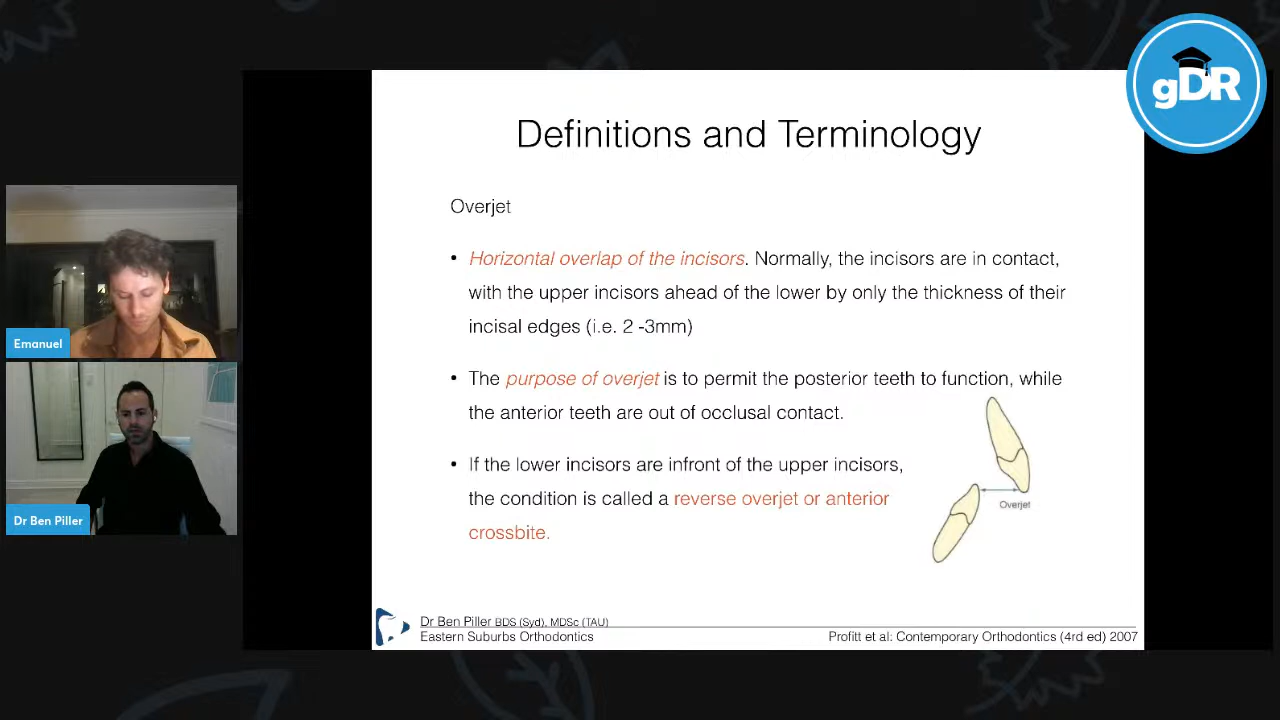 gDR
Definitions and Terminology
Overjet
• Horizontal overlap of the incisors. Normally, the incisors are in contact,
with the upper incisors ahead of the lower by only the thickness of their
incisal edges (i.e. 2 -3mm)
• The purpose of overjet is to permit the posterior teeth to function, while
the anterior teeth are out of occlusal contact.
• If the lower incisors are infront of the upper incisors,
the condition is called a reverse overjet or anterior
crossbite.
Overjet
Emanuel
Dr Ben Piller
Dr Ben Piller BDS (Syd), MDSc (TAU)
Eastern Suburbs Orthodontics
Profitt et al: Contemporary Orthodontics (4rd ed) 2007